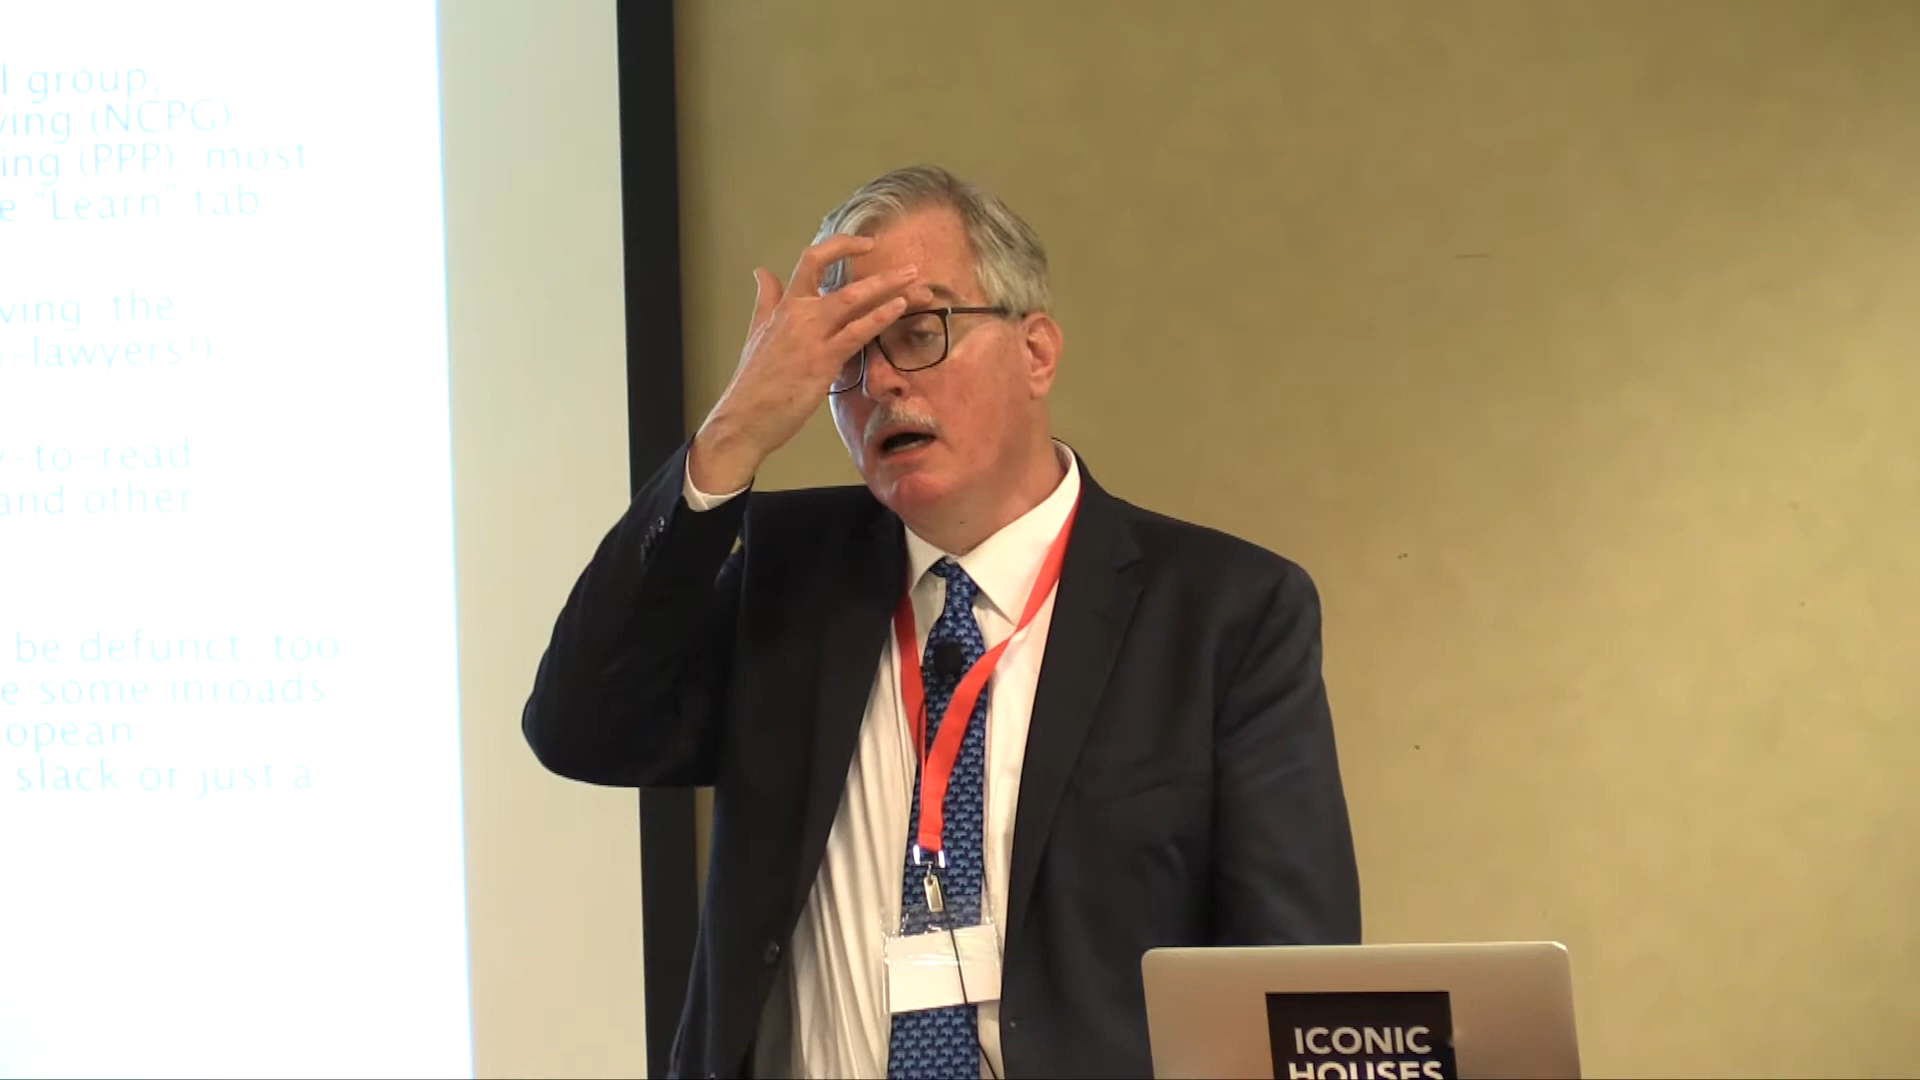 l group,
ving (NCPG)
ing (PPP) most
e "Learn" tab
ving the
-lawyers!)
-to-read
and other
be defunct too
e some inroads
opean
slack or just a
ICONIC
HOUSES